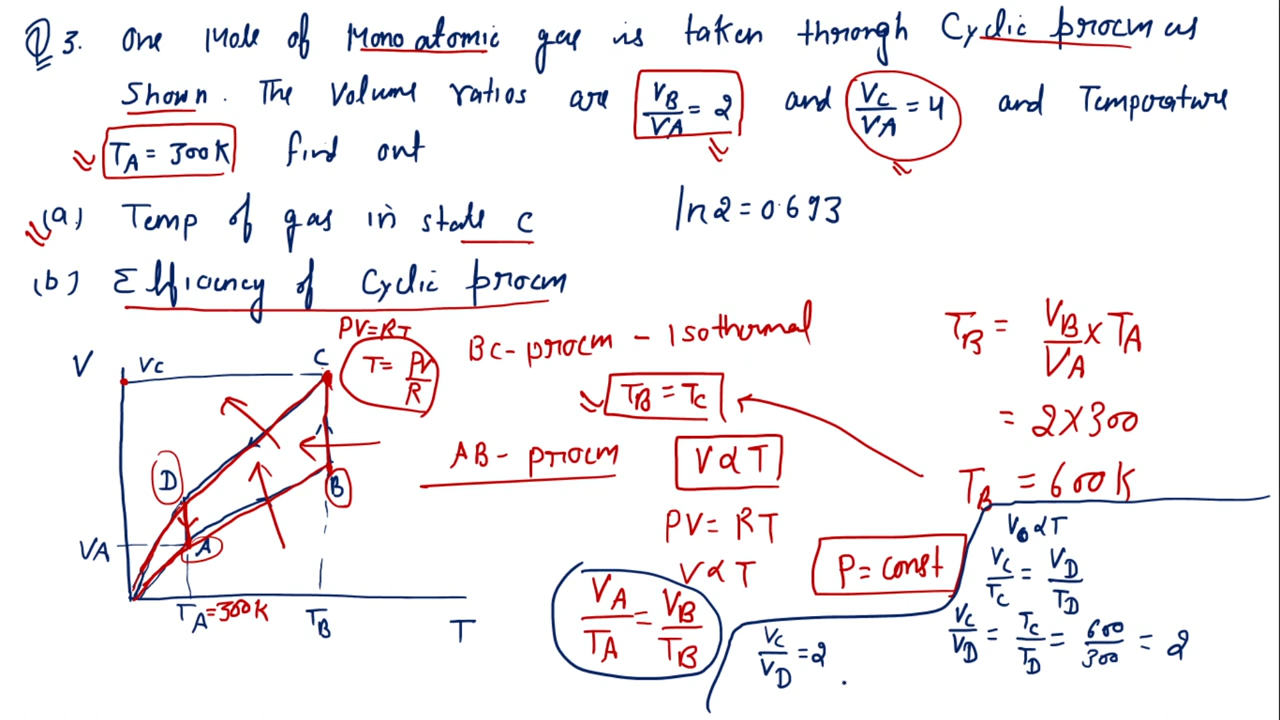 Q3. One Mole of Mono atomic gas is taken through Cyclic process as
Shown. The Volume ratios are VB/VA = 2 and VC/VA = 4 and Temperature
TA = 300K find out
(a) Temp of gas in state C
ln2 = 0.693
(b) Efficiency of Cyclic process
PV = RT
T = PV/R
V
VC
C
D
B
A
VA
TA = 300K
TB
T
BC - process - Isothermal
TB = TC
AB - process
V ∝ T
PV = RT
V ∝ T
P = const
VA/TA = VB/TB
TB = VB/VA × TA
= 2×300
TB = 600K
V ∝ T
VC/TC = VD/TD
VC/VD = TC/TD = 600/300 = 2
VC/VD = 2